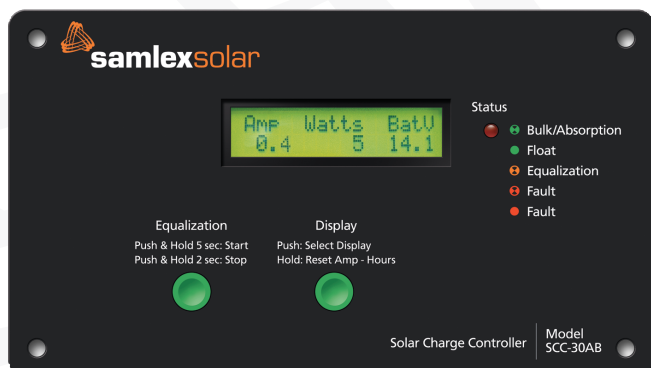 samlexsolar
Amp Watts BatV
0.4 5 14.1
Status
Bulk/Absorption
Float
Equalization
Fault
Fault
Equalization
Push & Hold 5 sec: Start
Push & Hold 2 sec: Stop
Display
Push: Select Display
Hold: Reset Amp - Hours
Solar Charge Controller
Model
SCC-30AB